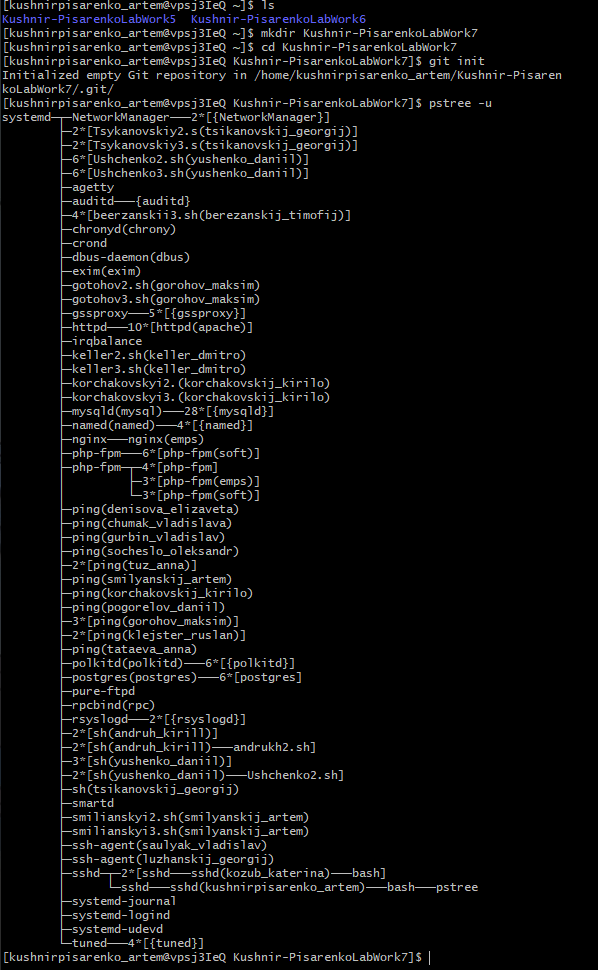 [kushnirpisarenko_artem@vpsj3IeQ ~]$ ls
Kushnir-PisarenkoLabWork5  Kushnir-PisarenkoLabWork6
[kushnirpisarenko_artem@vpsj3IeQ ~]$ mkdir Kushnir-PisarenkoLabWork7
[kushnirpisarenko_artem@vpsj3IeQ ~]$ cd Kushnir-PisarenkoLabWork7
[kushnirpisarenko_artem@vpsj3IeQ Kushnir-PisarenkoLabWork7]$ git init
Initialized empty Git repository in /home/kushnirpisarenko_artem/Kushnir-Pisaren
koLabWork7/.git/
[kushnirpisarenko_artem@vpsj3IeQ Kushnir-PisarenkoLabWork7]$ pstree -u
systemd─┬─NetworkManager───2*[{NetworkManager}]
        ├─2*[Tsykanovskiy2.s(tsikanovskij_georgij)]
        ├─2*[Tsykanovskiy3.s(tsikanovskij_georgij)]
        ├─6*[Ushchenko2.sh(yushenko_daniil)]
        ├─6*[Ushchenko3.sh(yushenko_daniil)]
        ├─agetty
        ├─auditd───{auditd}
        ├─4*[beerzanskii3.sh(berezanskij_timofij)]
        ├─chronyd(chrony)
        ├─crond
        ├─dbus-daemon(dbus)
        ├─exim(exim)
        ├─gotohov2.sh(gorohov_maksim)
        ├─gotohov3.sh(gorohov_maksim)
        ├─gssproxy───5*[{gssproxy}]
        ├─httpd───10*[httpd(apache)]
        ├─irqbalance
        ├─keller2.sh(keller_dmitro)
        ├─keller3.sh(keller_dmitro)
        ├─korchakovskyi2.(korchakovskij_kirilo)
        ├─korchakovskyi3.(korchakovskij_kirilo)
        ├─mysqld(mysql)───28*[{mysqld}]
        ├─named(named)───4*[{named}]
        ├─nginx───nginx(emps)
        ├─php-fpm───6*[php-fpm(soft)]
        ├─php-fpm─┬─4*[php-fpm]
        │         ├─3*[php-fpm(emps)]
        │         └─3*[php-fpm(soft)]
        ├─ping(denisova_elizaveta)
        ├─ping(chumak_vladislava)
        ├─ping(gurbin_vladislav)
        ├─ping(socheslo_oleksandr)
        ├─2*[ping(tuz_anna)]
        ├─ping(smilyanskij_artem)
        ├─ping(korchakovskij_kirilo)
        ├─ping(pogorelov_daniil)
        ├─3*[ping(gorohov_maksim)]
        ├─2*[ping(klejster_ruslan)]
        ├─ping(tataeva_anna)
        ├─polkitd(polkitd)───6*[{polkitd}]
        ├─postgres(postgres)───6*[postgres]
        ├─pure-ftpd
        ├─rpcbind(rpc)
        ├─rsyslogd───2*[{rsyslogd}]
        ├─2*[sh(andruh_kirill)]
        ├─2*[sh(andruh_kirill)───andrukh2.sh]
        ├─3*[sh(yushenko_daniil)]
        ├─2*[sh(yushenko_daniil)───Ushchenko2.sh]
        ├─sh(tsikanovskij_georgij)
        ├─smartd
        ├─smilianskyi2.sh(smilyanskij_artem)
        ├─smilianskyi3.sh(smilyanskij_artem)
        ├─ssh-agent(saulyak_vladislav)
        ├─ssh-agent(luzhanskij_georgij)
        ├─sshd─┬─2*[sshd───sshd(kozub_katerina)───bash]
        │      └─sshd───sshd(kushnirpisarenko_artem)───bash───pstree
        ├─systemd-journal
        ├─systemd-logind
        ├─systemd-udevd
        └─tuned───4*[{tuned}]
[kushnirpisarenko_artem@vpsj3IeQ Kushnir-PisarenkoLabWork7]$